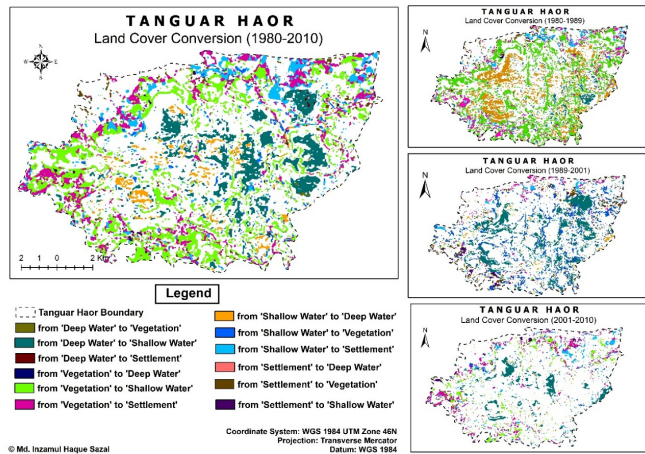 TANGUAR HAOR
Land Cover Conversion (1980-2010)
N
W E
S
2 1 0 2 Km
TANGUAR HAOR
Land Cover Conversion (1980-1989)
N
TANGUAR HAOR
Land Cover Conversion (1989-2001)
N
TANGUAR HAOR
Land Cover Conversion (2001-2010)
N
Legend
Tanguar Haor Boundary
from 'Deep Water' to 'Vegetation'
from 'Deep Water' to 'Shallow Water'
from 'Deep Water' to 'Settlement'
from 'Vegetation' to 'Deep Water'
from 'Vegetation' to 'Shallow Water'
from 'Vegetation' to 'Settlement'
from 'Shallow Water' to 'Deep Water'
from 'Shallow Water' to 'Vegetation'
from 'Shallow Water' to 'Settlement'
from 'Settlement' to 'Deep Water'
from 'Settlement' to 'Vegetation'
from 'Settlement' to 'Shallow Water'
Coordinate System: WGS 1984 UTM Zone 46N
Projection: Transverse Mercator
Datum: WGS 1984
© Md. Inzamul Haque Sazal